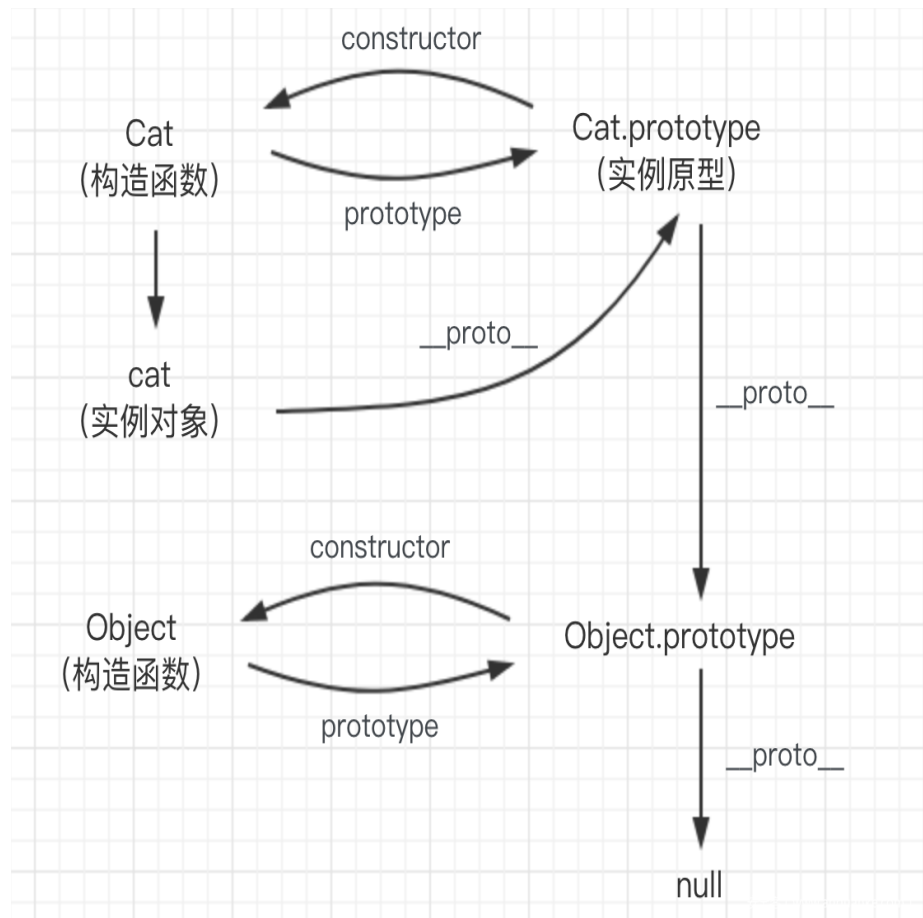 constructor
Cat
(构造函数)
Cat.prototype
(实例原型)
prototype
__proto__
cat
(实例对象)
__proto__
constructor
Object
(构造函数)
Object.prototype
prototype
__proto__
null